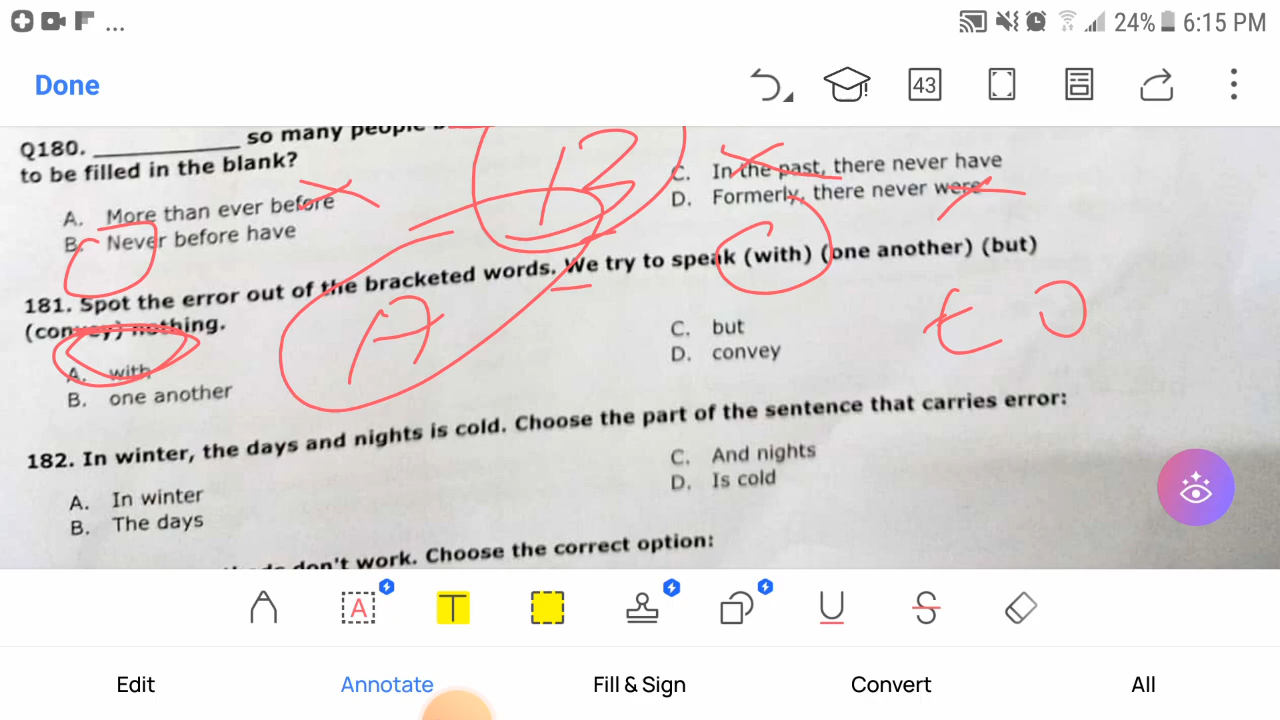 ... 24% 6:15 PM
Done 43
Q180. __________ so many people
to be filled in the blank?
A. More than ever before
B. Never before have
C. In the past, there never have
D. Formerly, there never were
B
181. Spot the error out of the bracketed words. We try to speak (with) (one another) (but)
(convey) nothing.
A. with
B. one another
C. but
D. convey
A
to
182. In winter, the days and nights is cold. Choose the part of the sentence that carries error:
A. In winter
B. The days
C. And nights
D. Is cold
don't work. Choose the correct option:
A T U S
Edit Annotate Fill & Sign Convert All